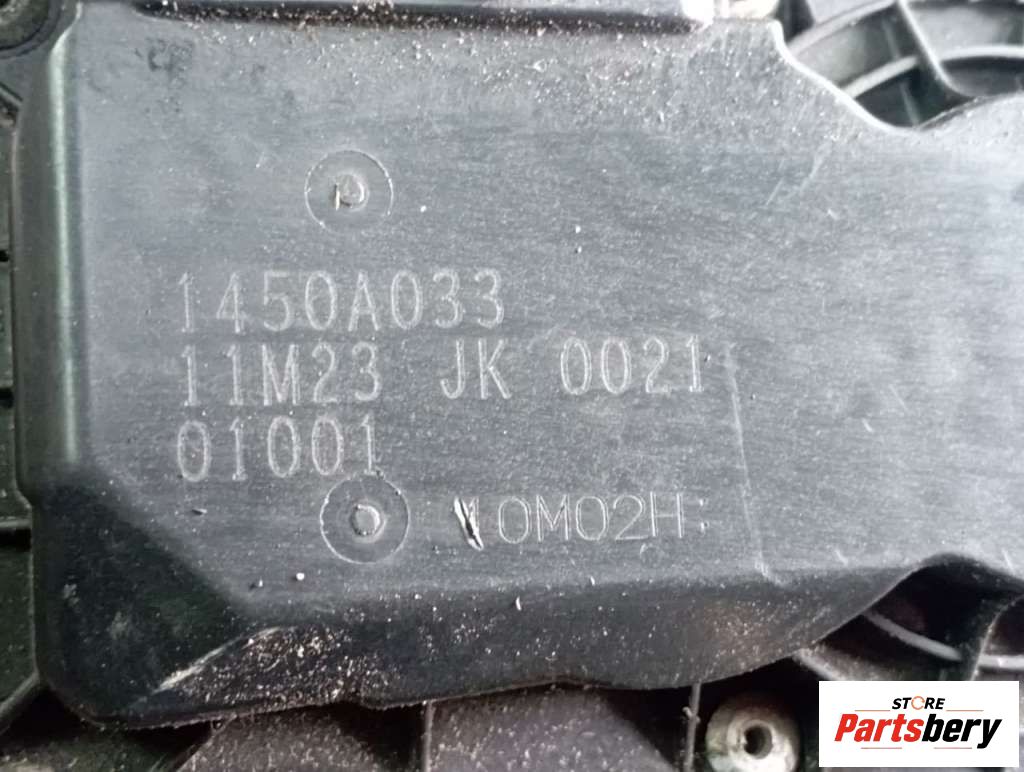 1450A033
11M23 JK 0021
01001
0M02H
STORE
Partsbery